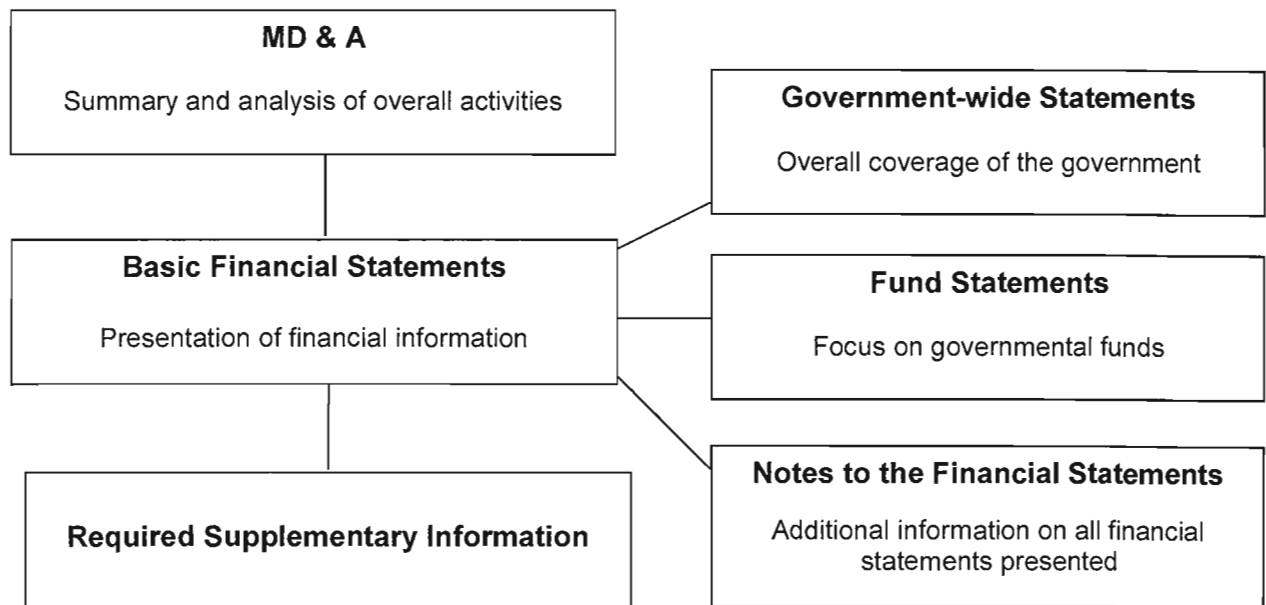 MD & A
Summary and analysis of overall activities
Government-wide Statements
Overall coverage of the government
Basic Financial Statements
Presentation of financial information
Fund Statements
Focus on governmental funds
Notes to the Financial Statements
Additional information on all financial
statements presented
Required Supplementary Information